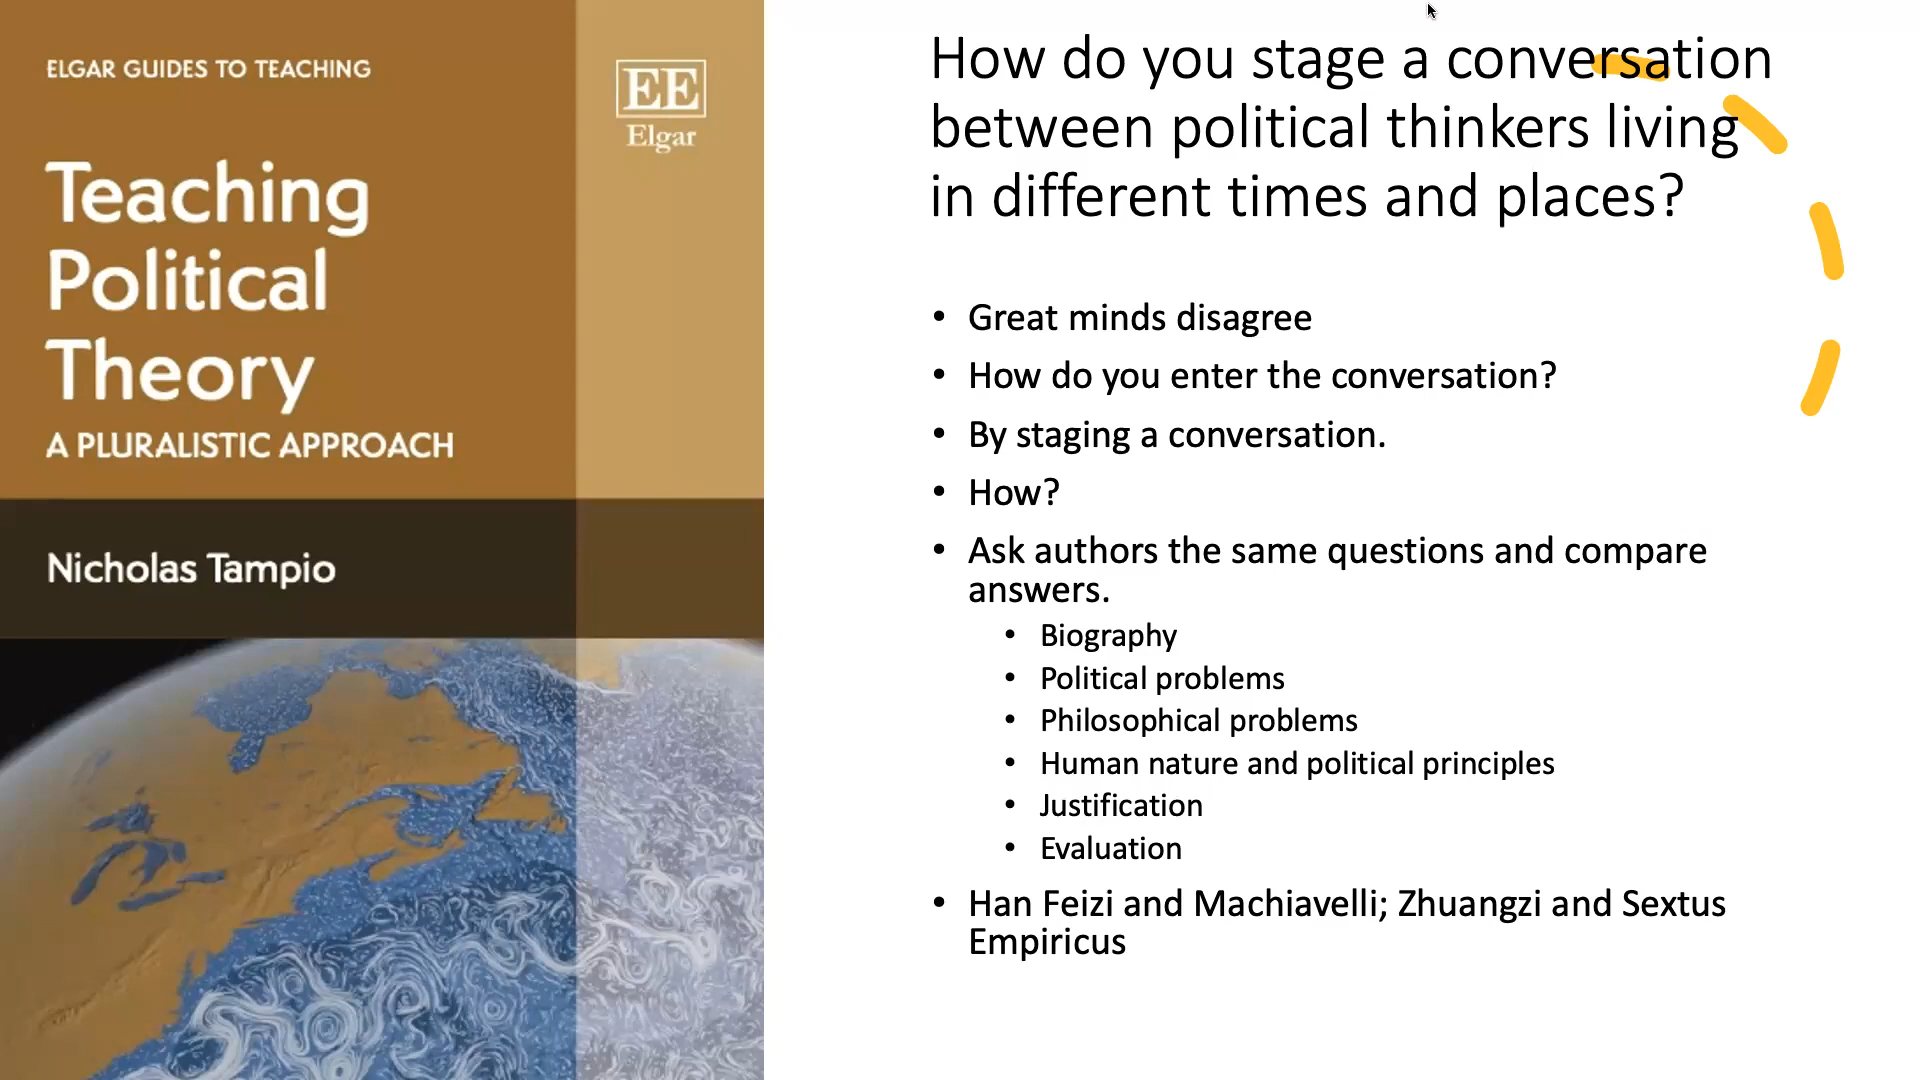 ELGAR GUIDES TO TEACHING
EE
Elgar
Teaching
Political
Theory
A PLURALISTIC APPROACH
Nicholas Tampio
How do you stage a conversation
between political thinkers living
in different times and places?
• Great minds disagree
• How do you enter the conversation?
• By staging a conversation.
• How?
• Ask authors the same questions and compare
answers.
• Biography
• Political problems
• Philosophical problems
• Human nature and political principles
• Justification
• Evaluation
• Han Feizi and Machiavelli; Zhuangzi and Sextus
Empiricus